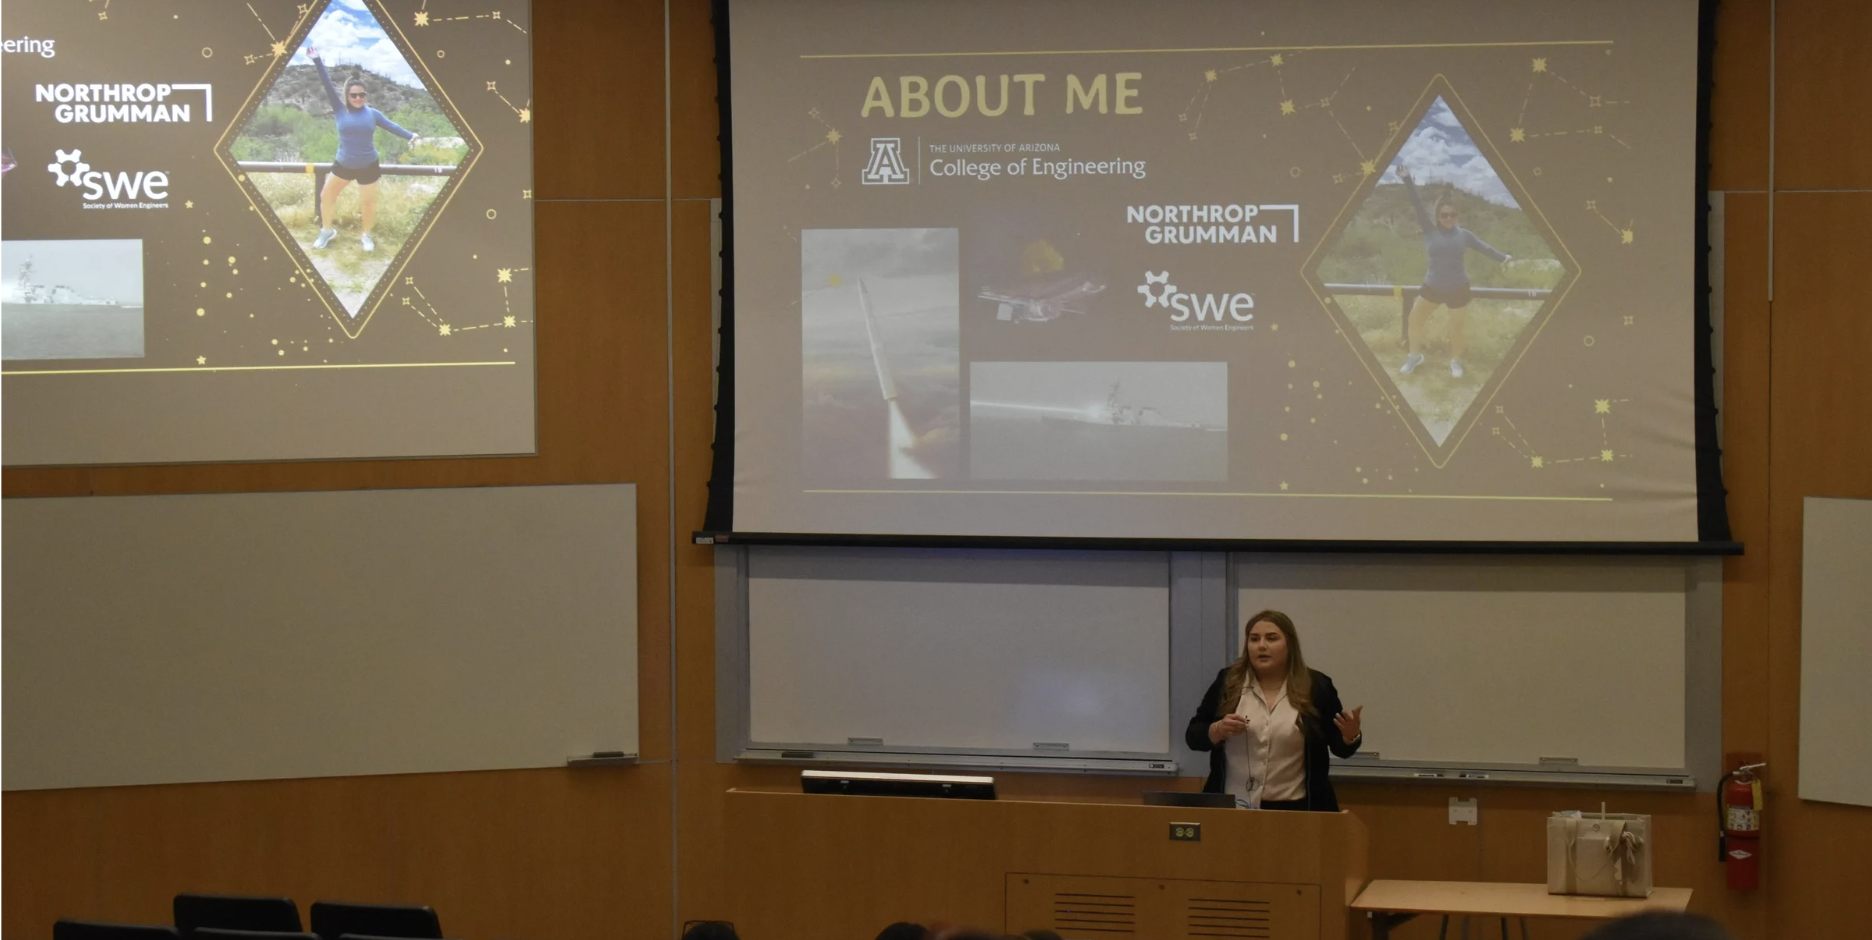 eering
NORTHROP
GRUMMAN
swe
Society of Women Engineers
ABOUT ME
A
THE UNIVERSITY OF ARIZONA
College of Engineering
NORTHROP
GRUMMAN
swe
Society of Women Engineers